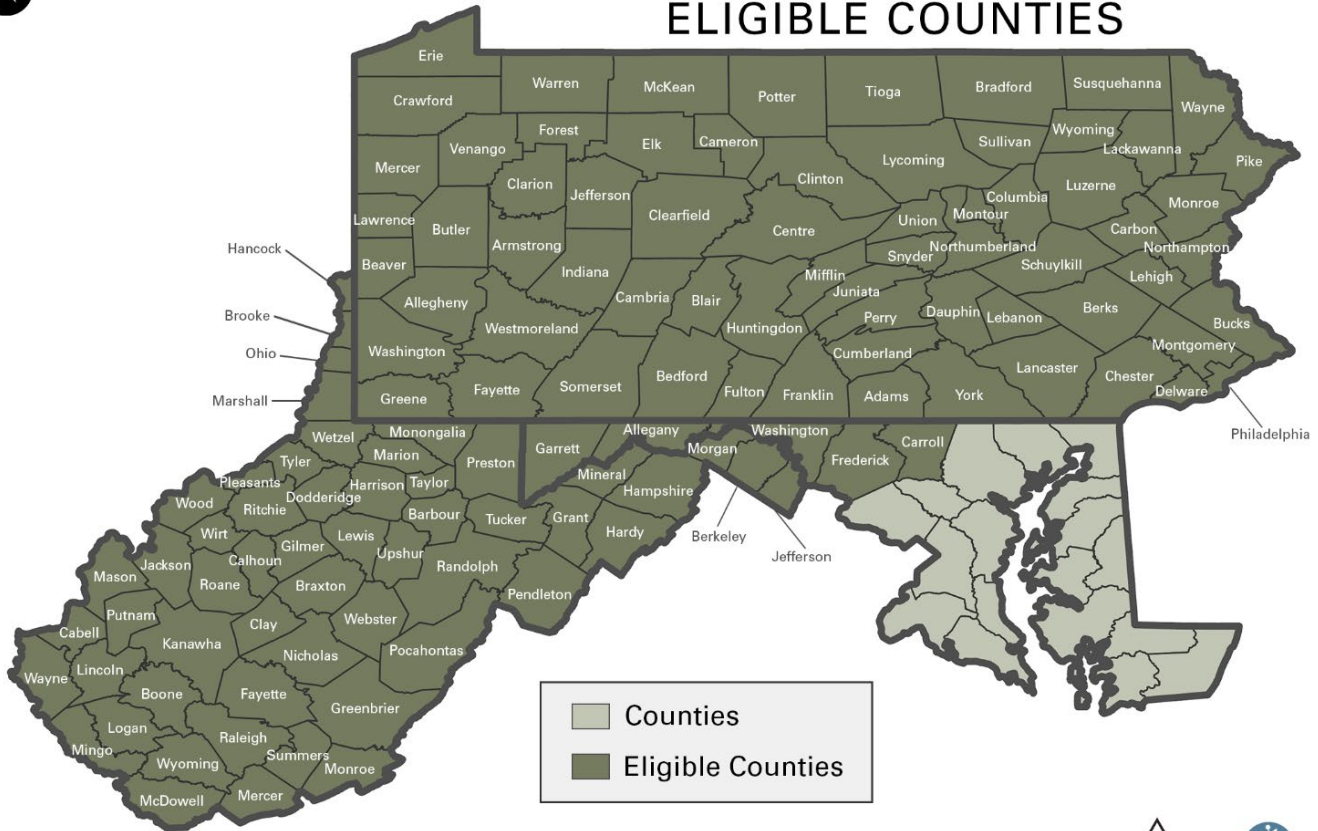 ELIGIBLE COUNTIES
Erie
Warren
McKean
Potter
Tioga
Bradford
Susquehanna
Wayne
Crawford
Forest
Elk
Cameron
Sullivan
Wyoming
Lackawanna
Pike
Mercer
Venango
Clarion
Jefferson
Clearfield
Clinton
Lycoming
Columbia
Luzerne
Monroe
Lawrence
Butler
Armstrong
Centre
Union
Montour
Carbon
Hancock
Beaver
Indiana
Mifflin
Snyder
Northumberland
Schuylkill
Northampton
Lehigh
Allegheny
Cambria
Blair
Juniata
Brooke
Westmoreland
Huntingdon
Perry
Dauphin
Lebanon
Berks
Bucks
Ohio
Washington
Cumberland
Montgomery
Marshall
Greene
Fayette
Somerset
Bedford
Fulton
Franklin
Adams
York
Lancaster
Chester
Delware
Philadelphia
Wetzel
Monongalia
Garrett
Allegany
Washington
Carroll
Tyler
Marion
Preston
Morgan
Frederick
Pleasants
Dodderidge
Harrison
Taylor
Mineral
Hampshire
Wood
Ritchie
Barbour
Tucker
Grant
Hardy
Berkeley
Jefferson
Wirt
Gilmer
Lewis
Upshur
Mason
Jackson
Roane
Calhoun
Braxton
Randolph
Pendleton
Putnam
Cabell
Kanawha
Clay
Webster
Nicholas
Pocahontas
Wayne
Lincoln
Boone
Fayette
Greenbrier
Logan
Raleigh
Mingo
Wyoming
Summers
Monroe
McDowell
Mercer
Counties
Eligible Counties